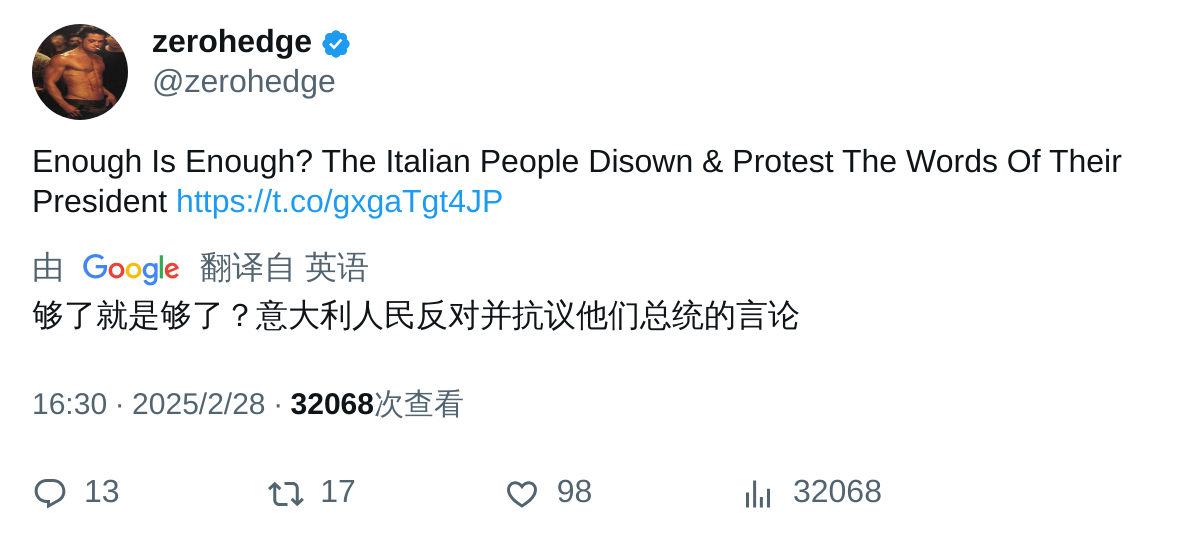 zerohedge
@zerohedge
Enough Is Enough? The Italian People Disown & Protest The Words Of Their
President https://t.co/gxgaTgt4JP
由 Google 翻译自 英语
够了就是够了？意大利人民反对并抗议他们总统的言论
16:30 · 2025/2/28 · 32068次查看
13 17 98 32068